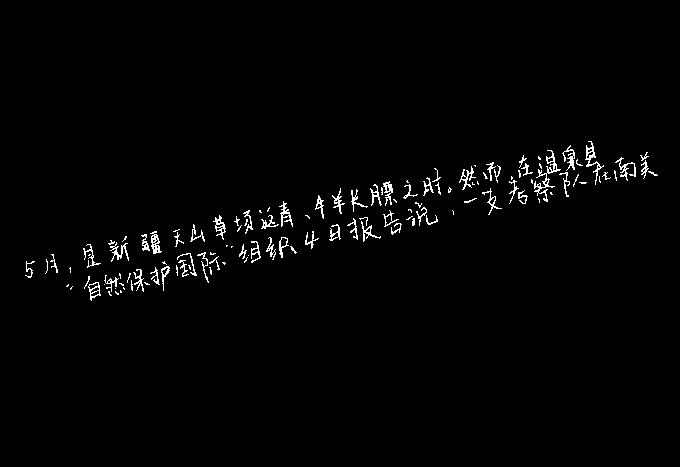 5月,是新疆天山草场返青、牛羊长膘之时。然而在温泉县
“自然保护国际”组织4日报告说,一支考察队在南美